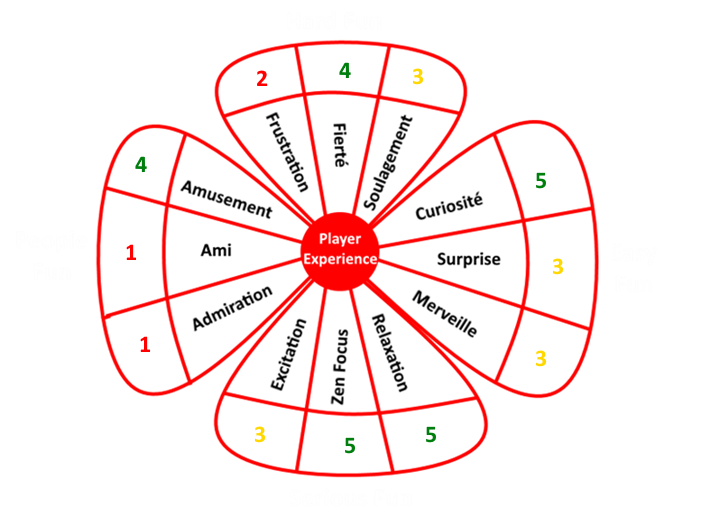 2
4
3
Frustration
Fierté
Soulagement
4
Amusement
1
Ami
1
Admiration
Player
Experience
Curiosité
5
Surprise
3
Merveille
3
Excitation
Zen Focus
Relaxation
3
5
5